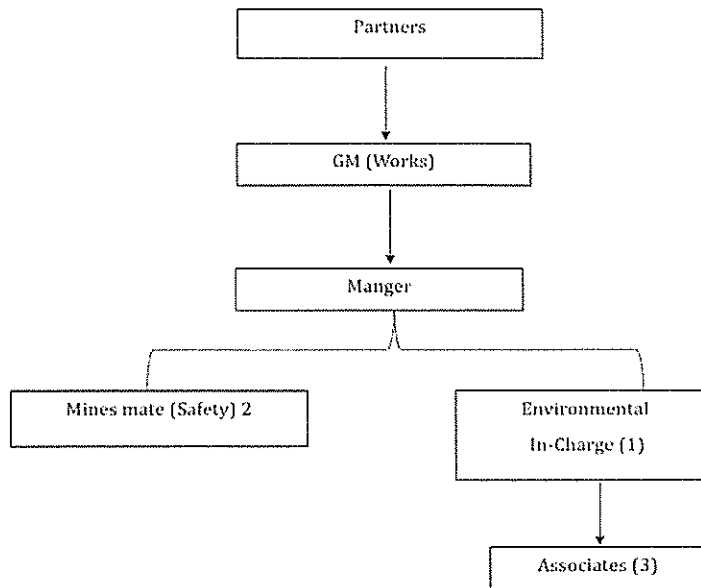 Partners
GM (Works)
Manger
Mines mate (Safety) 2
Environmental
In-Charge (1)
Associates (3)